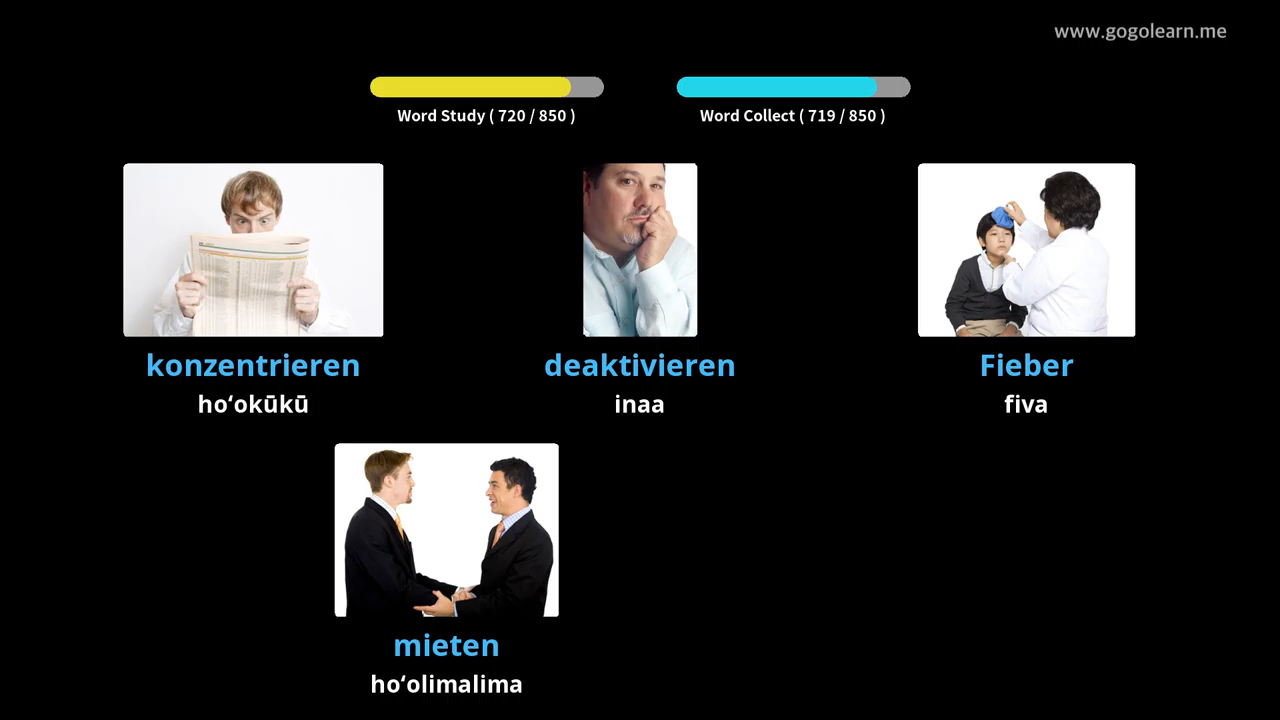 www.gogolearn.me
Word Study ( 720 / 850 )
Word Collect ( 719 / 850 )
konzentrieren
hoʻokūkū
deaktivieren
inaa
Fieber
fiva
mieten
hoʻolimalima